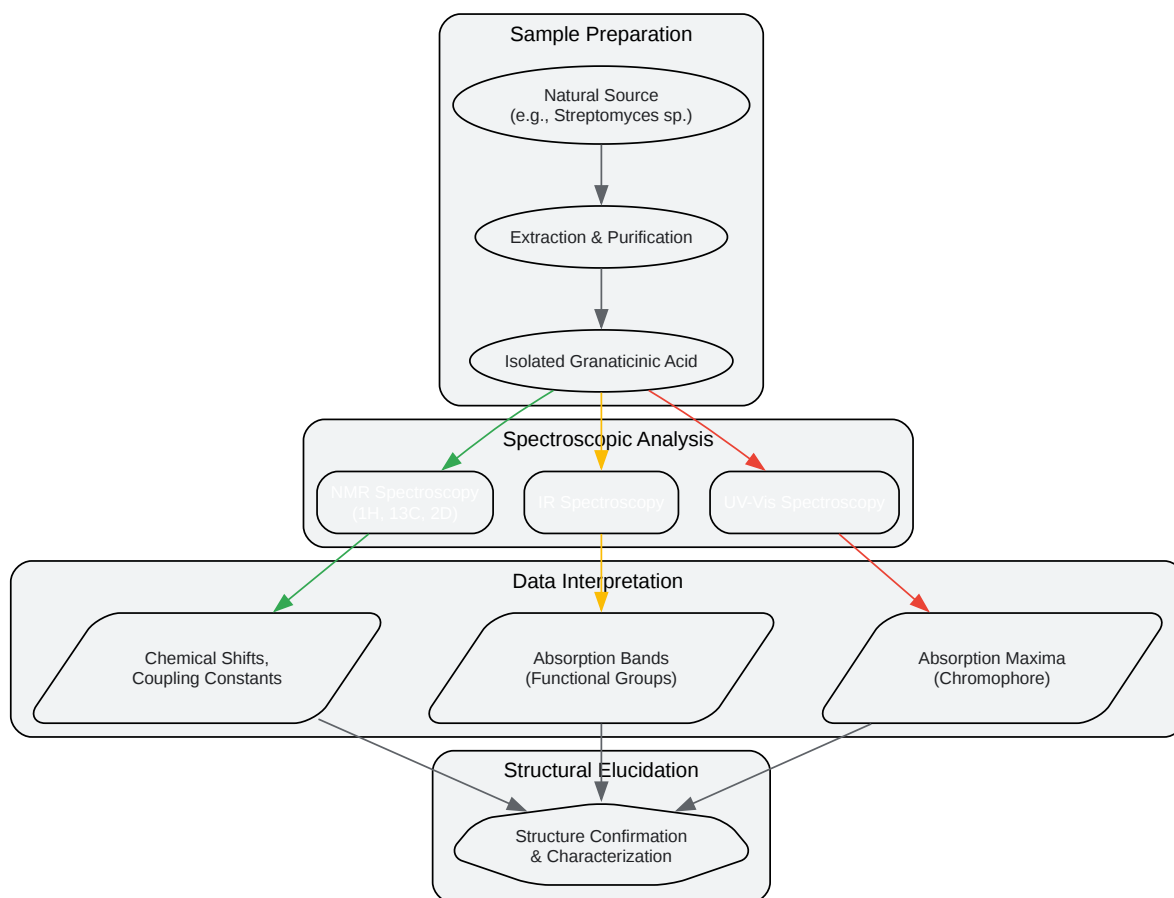 Sample Preparation
Natural Source
(e.g., Streptomyces sp.)
Extraction & Purification
Isolated Granaticinic Acid
Spectroscopic Analysis
NMR Spectroscopy
(1H, 13C, 2D)
IR Spectroscopy
UV-Vis Spectroscopy
Data Interpretation
Chemical Shifts,
Coupling Constants
Absorption Bands
(Functional Groups)
Absorption Maxima
(Chromophore)
Structural Elucidation
Structure Confirmation
& Characterization